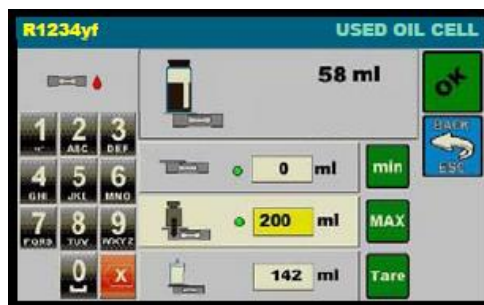 R1234yf USED OIL CELL
58 ml
OK
BACK
ESC
1 2 3
ABC DEF
0 ml min
4 5 6
GHI JKL MNO
200 ml MAX
7 8 9
PQRS TUV WXYZ
0 X
142 ml Tare